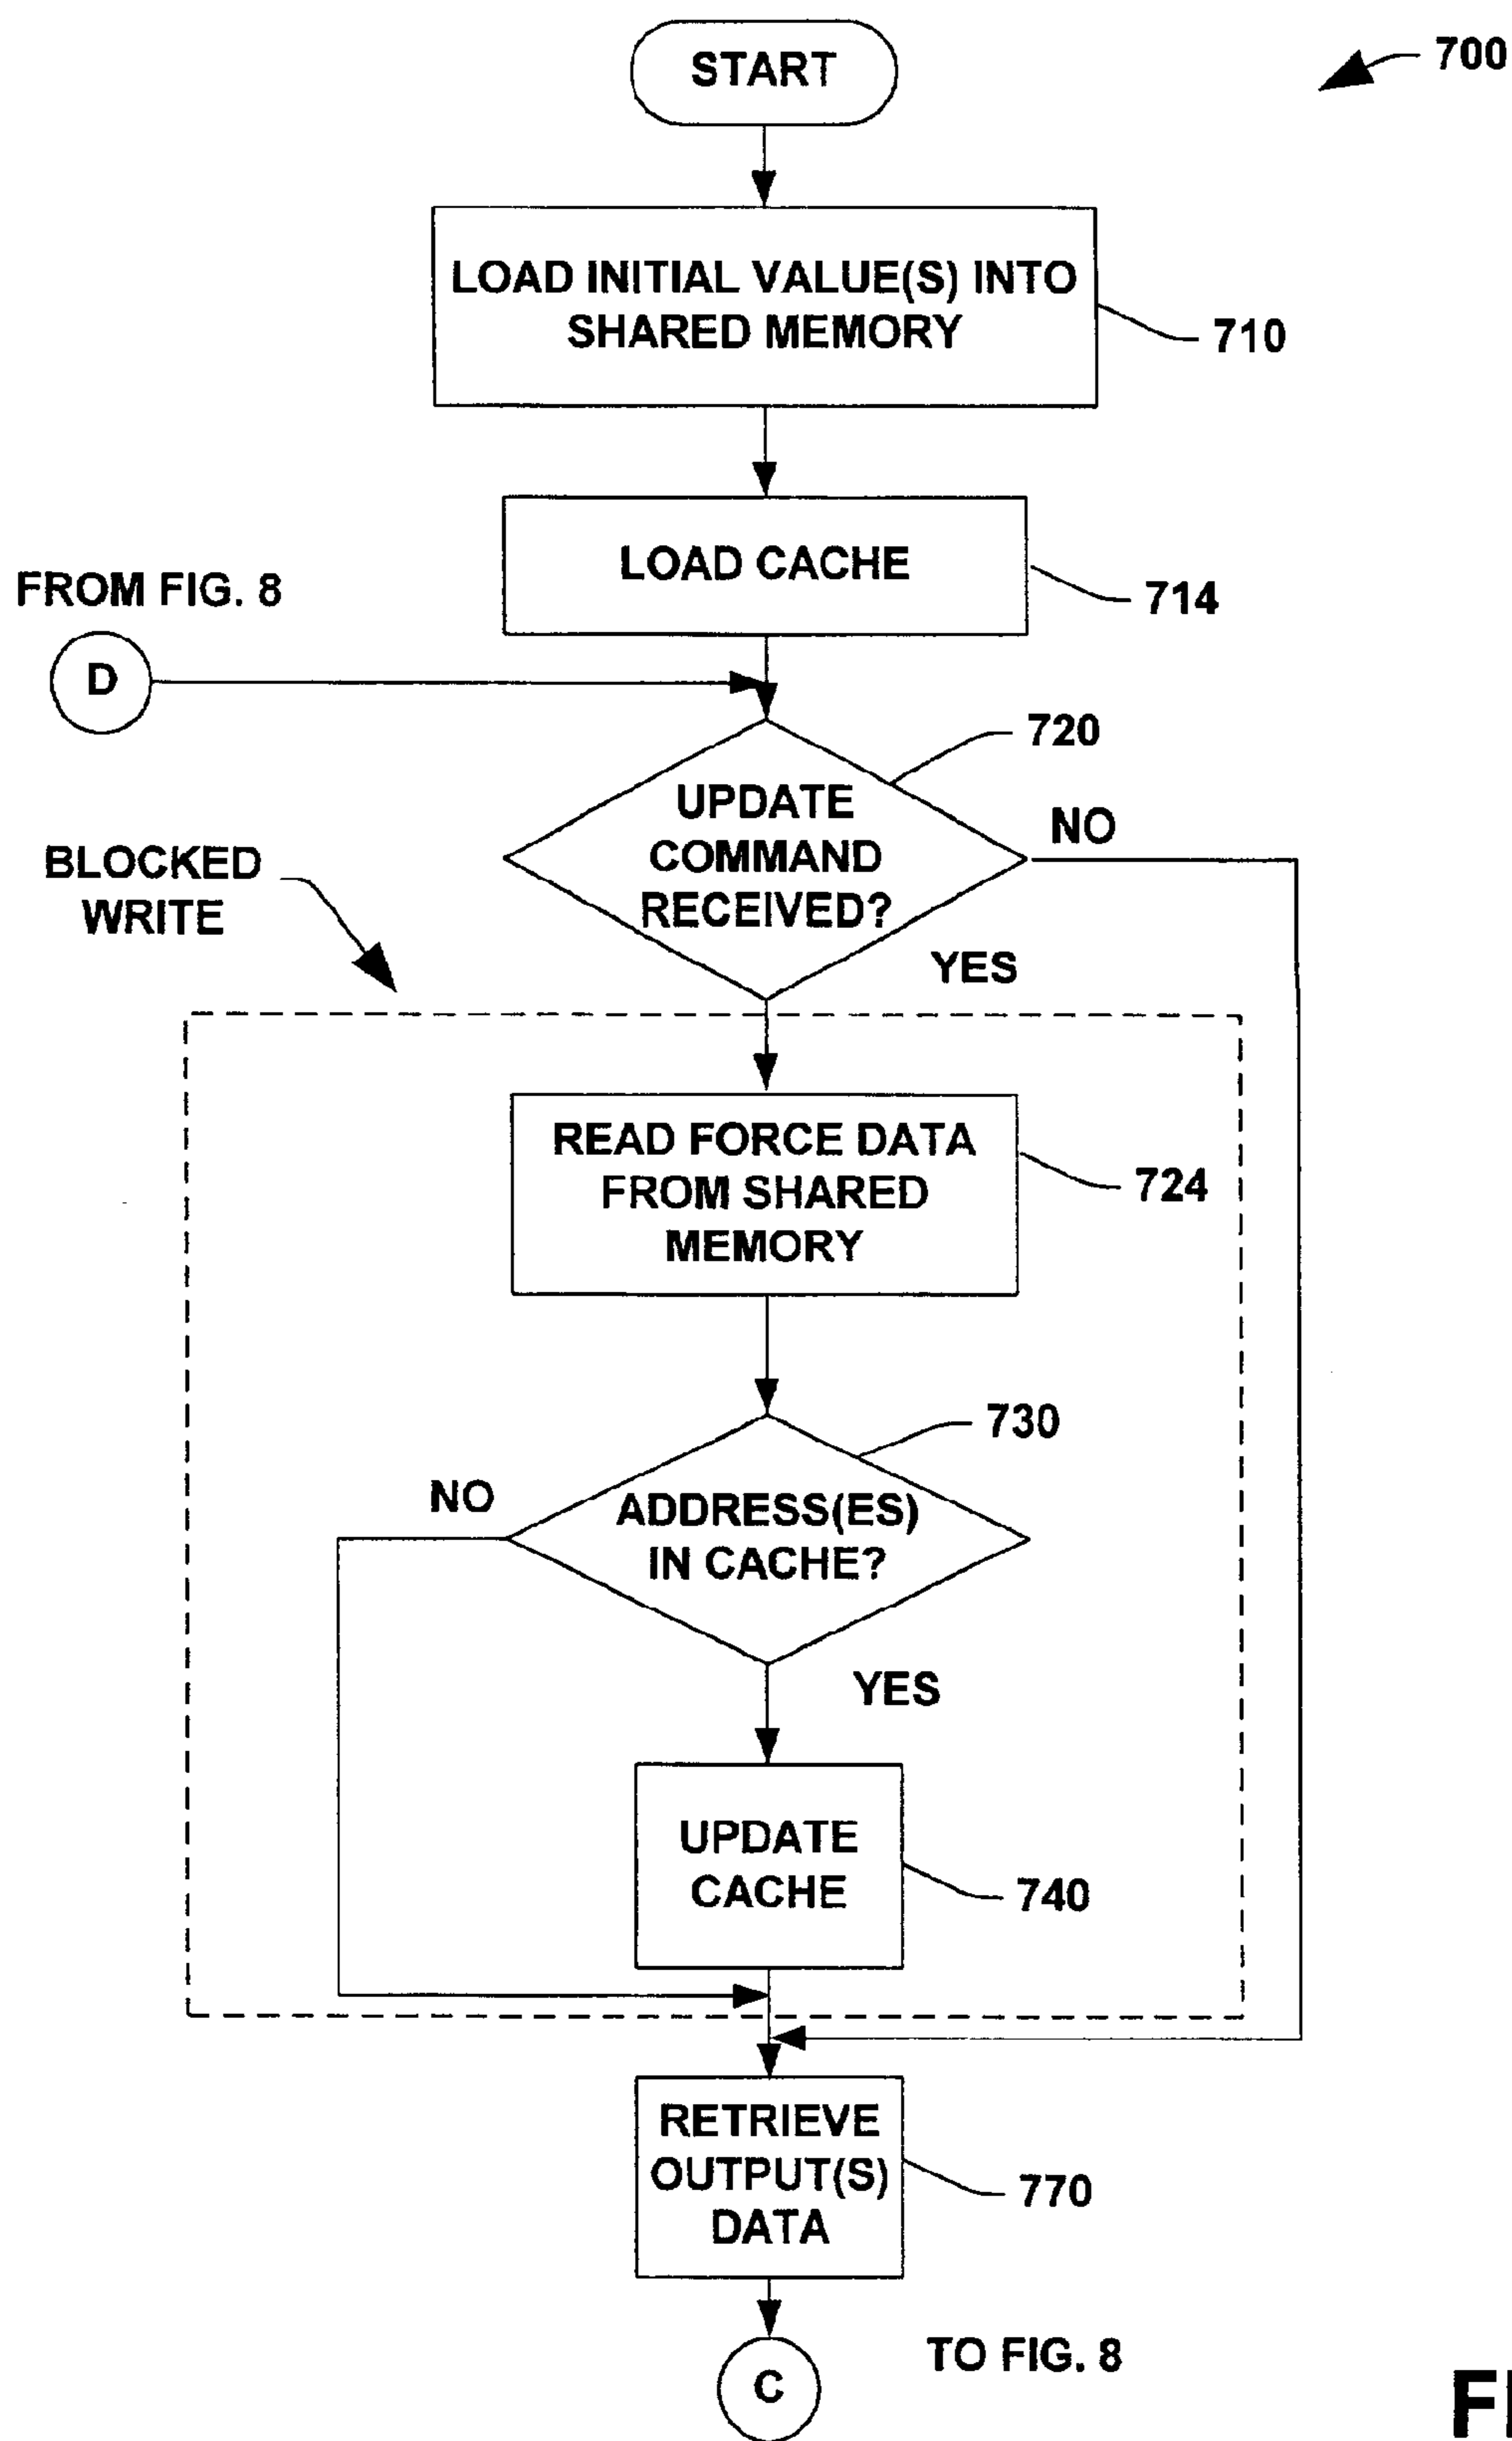 START
700
LOAD INITIAL VALUE(S) INTO
SHARED MEMORY
710
LOAD CACHE
714
FROM FIG. 8
D
720
UPDATE
COMMAND
RECEIVED?
NO
BLOCKED
WRITE
YES
READ FORCE DATA
FROM SHARED
MEMORY
724
730
NO
ADDRESS(ES)
IN CACHE?
YES
UPDATE
CACHE
740
RETRIEVE
OUTPUT(S)
DATA
770
TO FIG. 8
C